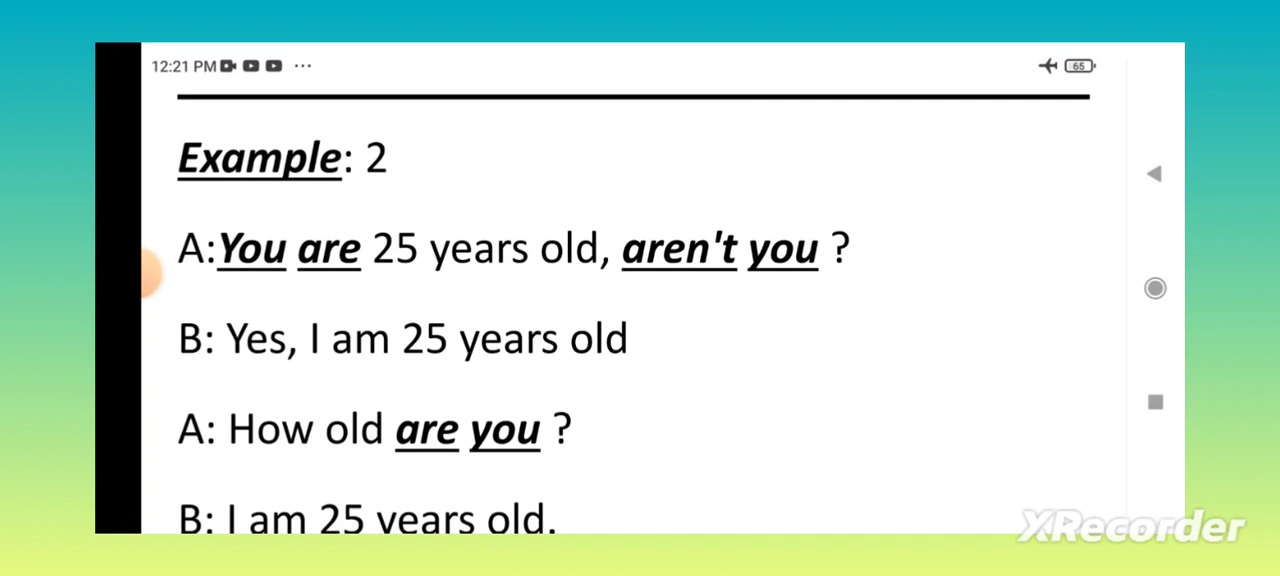 12:21 PM ... 65
Example: 2
A:You are 25 years old, aren't you ?
B: Yes, I am 25 years old
A: How old are you ?
B: I am 25 years old.
XRecorder